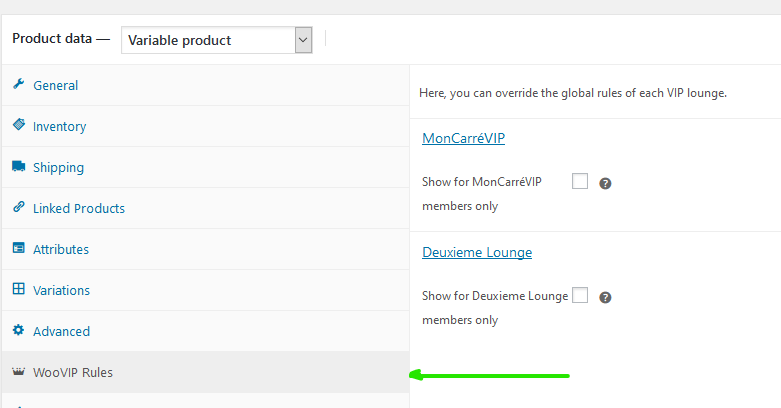 Product data — Variable product
General
Inventory
Shipping
Linked Products
Attributes
Variations
Advanced
WooVIP Rules
Here, you can override the global rules of each VIP lounge.
MonCarréVIP
Show for MonCarréVIP
members only
Deuxieme Lounge
Show for Deuxieme Lounge
members only